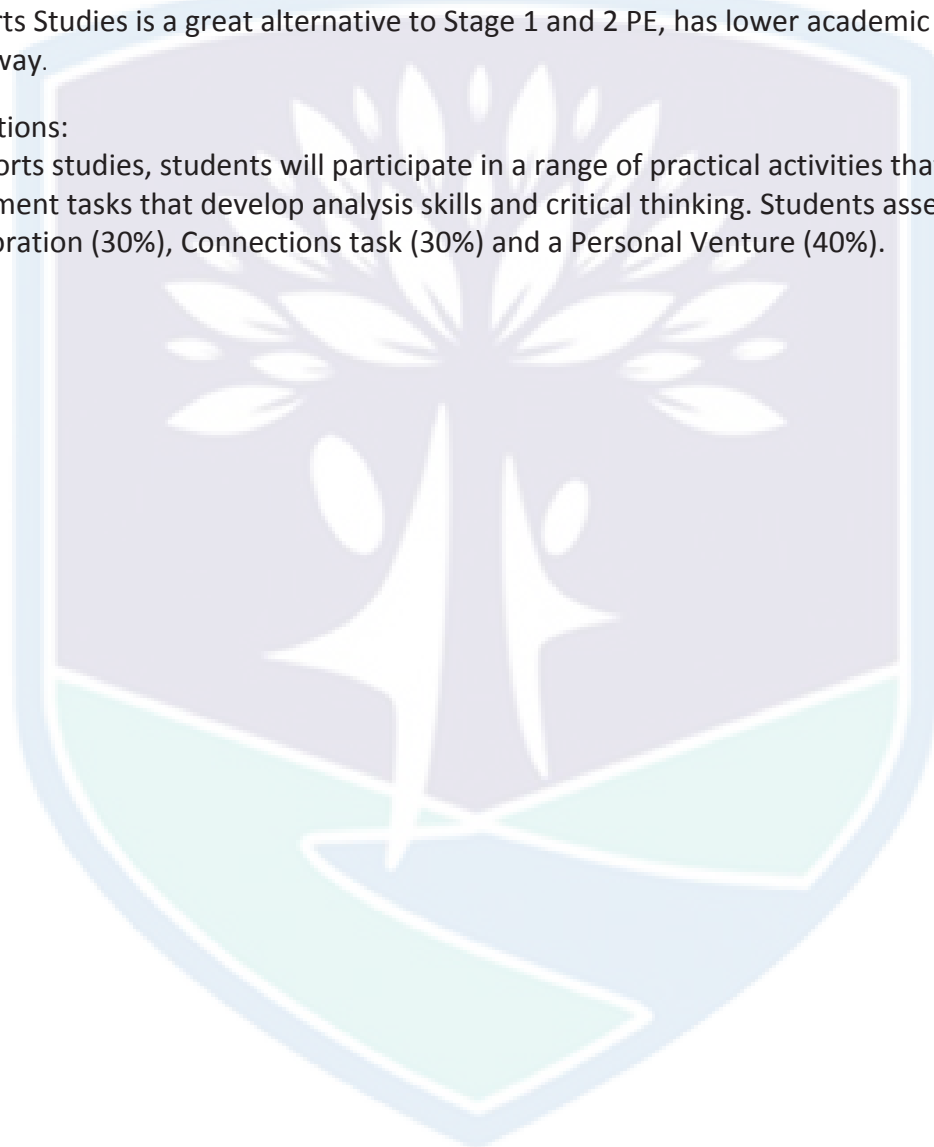 rts Studies is a great alternative to Stage 1 and 2 PE, has lower academic
way.
tions:
orts studies, students will participate in a range of practical activities tha
ment tasks that develop analysis skills and critical thinking. Students asse
oration (30%), Connections task (30%) and a Personal Venture (40%).